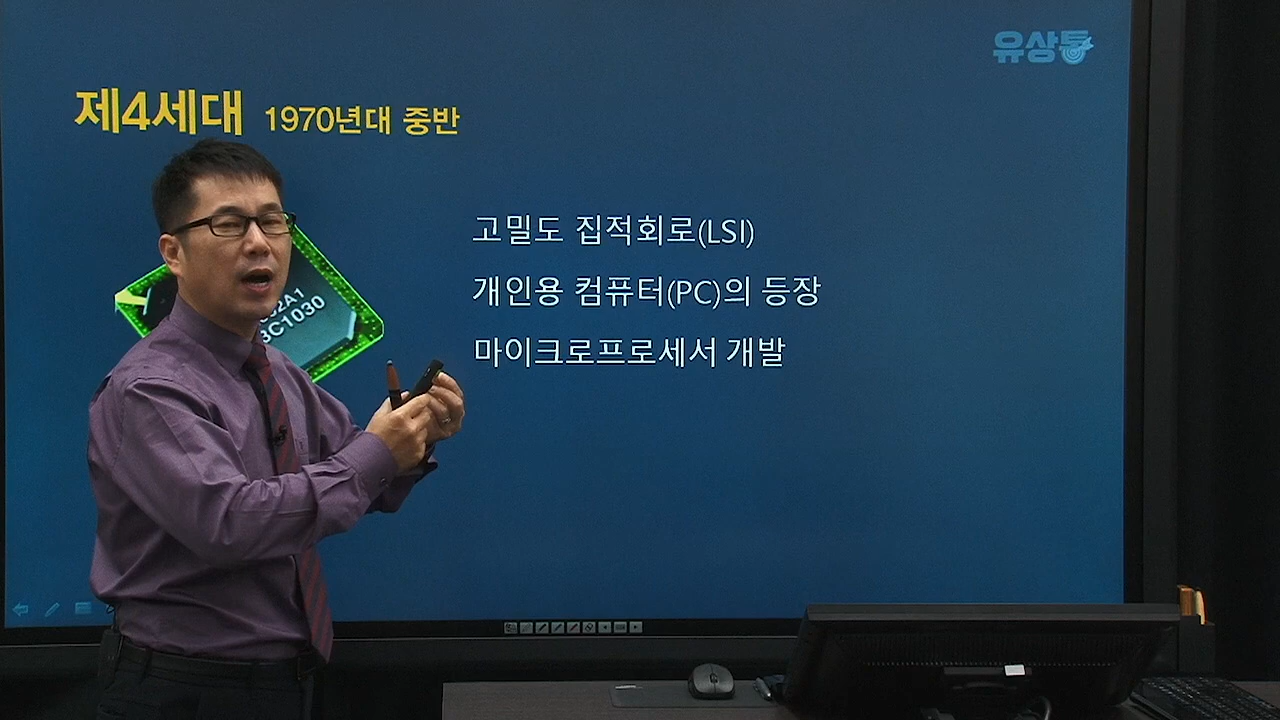 유상통
제4세대 1970년대 중반
고밀도 집적회로(LSI)
개인용 컴퓨터(PC)의 등장
마이크로프로세서 개발
3C1030